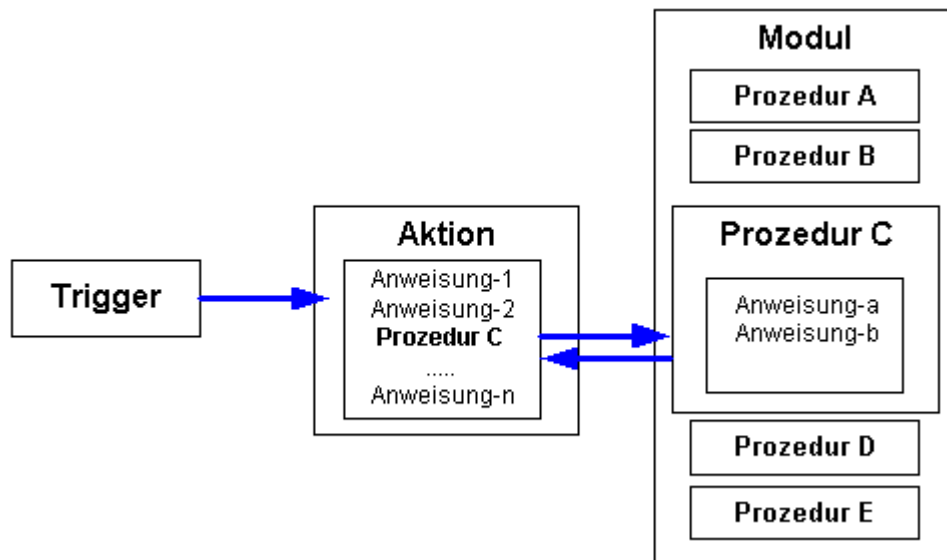 Trigger
Aktion
Anweisung-1
Anweisung-2
Prozedur C
.....
Anweisung-n
Modul
Prozedur A
Prozedur B
Prozedur C
Anweisung-a
Anweisung-b
Prozedur D
Prozedur E